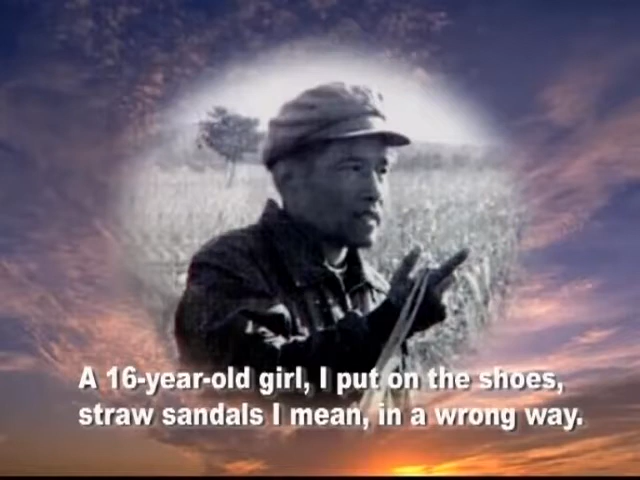 A 16-year-old girl, I put on the shoes,
straw sandals I mean, in a wrong way.